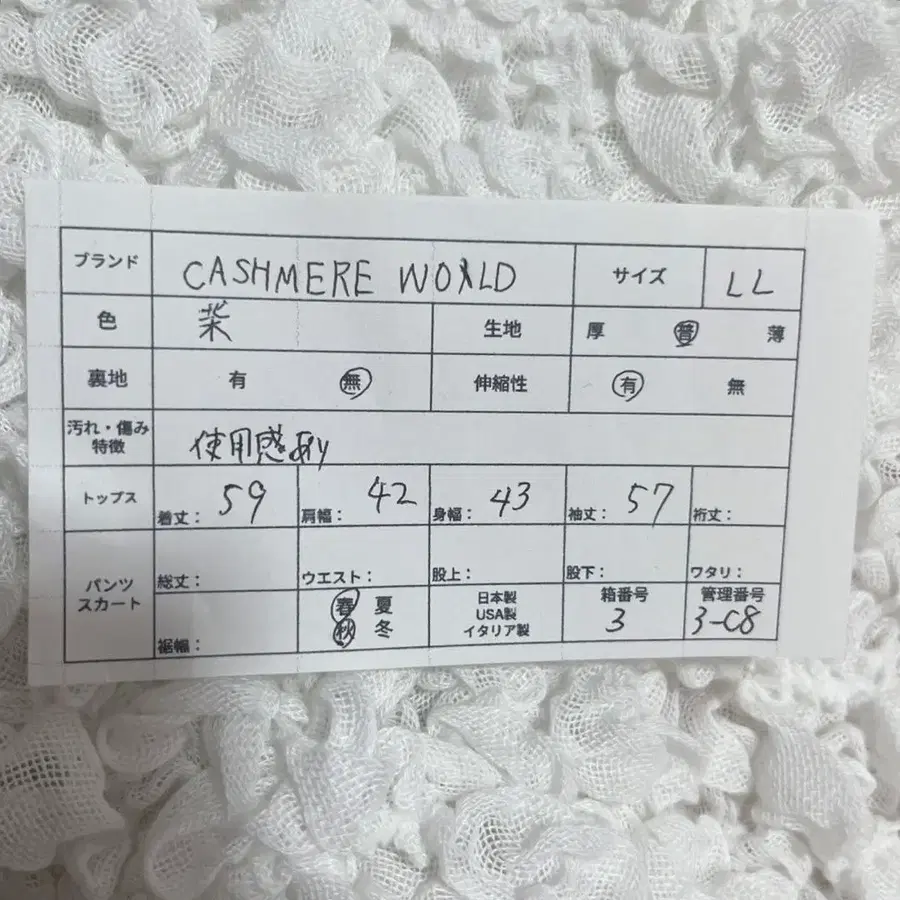 ブランド CASHMERE WORLD サイズ LL
色 生地 厚 普 薄
裏地 有 無 伸縮性 有 無
汚れ・傷み
特徴 使用感あり
トップス 着丈: 59 肩幅: 42 身幅: 43 袖丈: 57 裄丈:
パンツ
スカート 総丈: ウエスト: 股上: 股下: ワタリ:
裾幅: 春 夏
秋 冬
日本製
USA製
イタリア製
箱番号
3
管理番号
3-C8